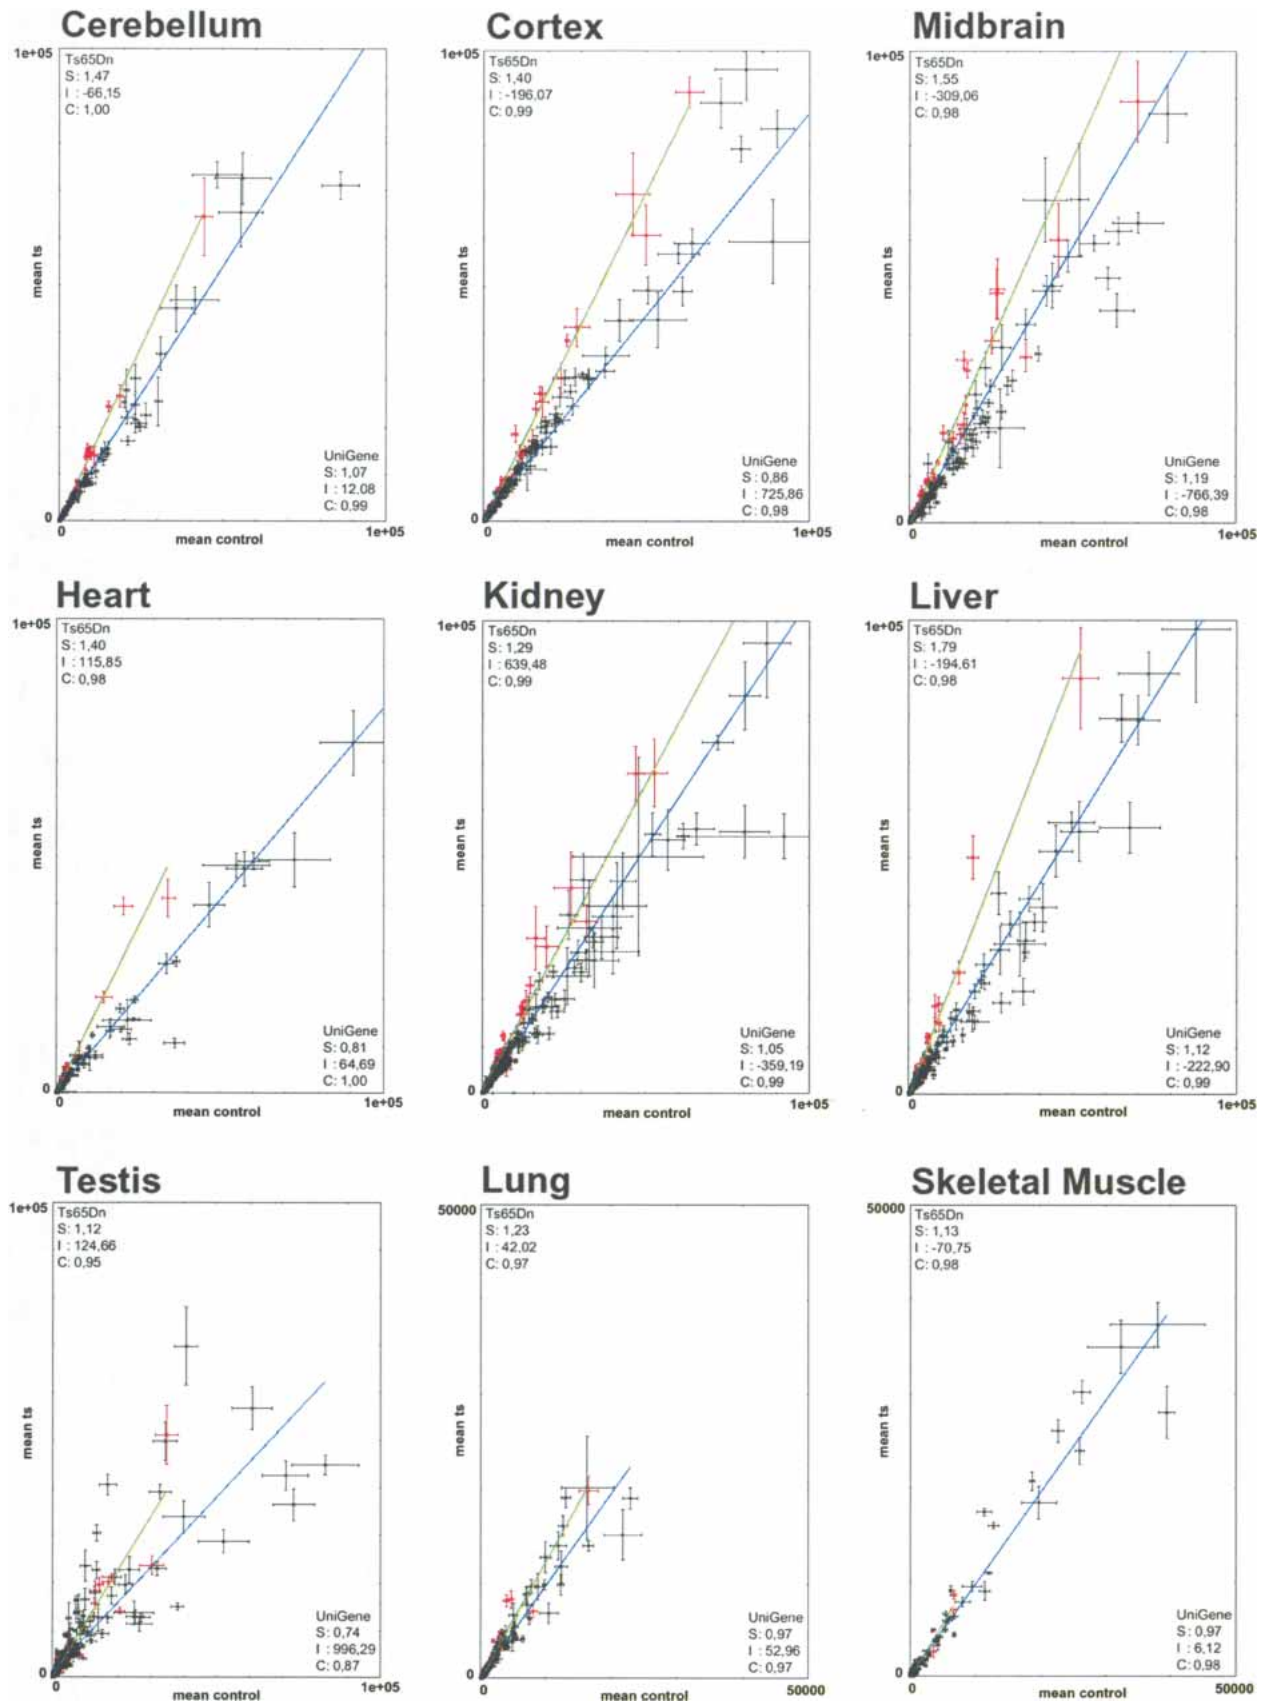 Cerebellum
1e+05
Ts65Dn
S: 1,47
I : -66,15
C: 1,00
mean ts
UniGene
S: 1,07
I : 12.08
C: 0,99
0
0
1e+05
mean control
Cortex
1e+05
Ts65Dn
S: 1,40
I : -196,07
C: 0,99
mean ts
UniGene
S: 0,86
I : 725,86
C: 0,98
0
0
1e+05
mean control
Midbrain
1e+05
Ts65Dn
S: 1,55
I : -309,06
C: 0,98
mean ts
UniGene
S: 1,19
I : -766,39
C: 0,98
0
0
1e+05
mean control
Heart
1e+05
Ts65Dn
S: 1,40
I : 115,85
C: 0,98
mean ts
UniGene
S: 0,81
I : 64,69
C: 1,00
0
0
1e+05
mean control
Kidney
1e+05
Ts65Dn
S: 1,29
I : 639,48
C: 0,99
mean ts
UniGene
S: 1,05
I : -359,19
C: 0,99
0
0
1e+05
mean control
Liver
1e+05
Ts65Dn
S: 1,79
I : -194,61
C: 0,98
mean ts
UniGene
S: 1,12
I : -222,90
C: 0,99
0
0
1e+05
mean control
Testis
1e+05
Ts65Dn
S: 1,12
I : 124,66
C: 0,95
mean ts
UniGene
S: 0,74
I : 996,29
C: 0,87
0
0
1e+05
mean control
Lung
50000
Ts65Dn
S: 1,23
I : 42,02
C: 0,97
mean ts
UniGene
S: 0,97
I : 52,96
C: 0,97
0
0
50000
mean control
Skeletal Muscle
50000
Ts65Dn
S: 1,13
I : -70,75
C: 0,98
mean ts
UniGene
S: 0,97
I : 6,12
C: 0,98
0
0
50000
mean control